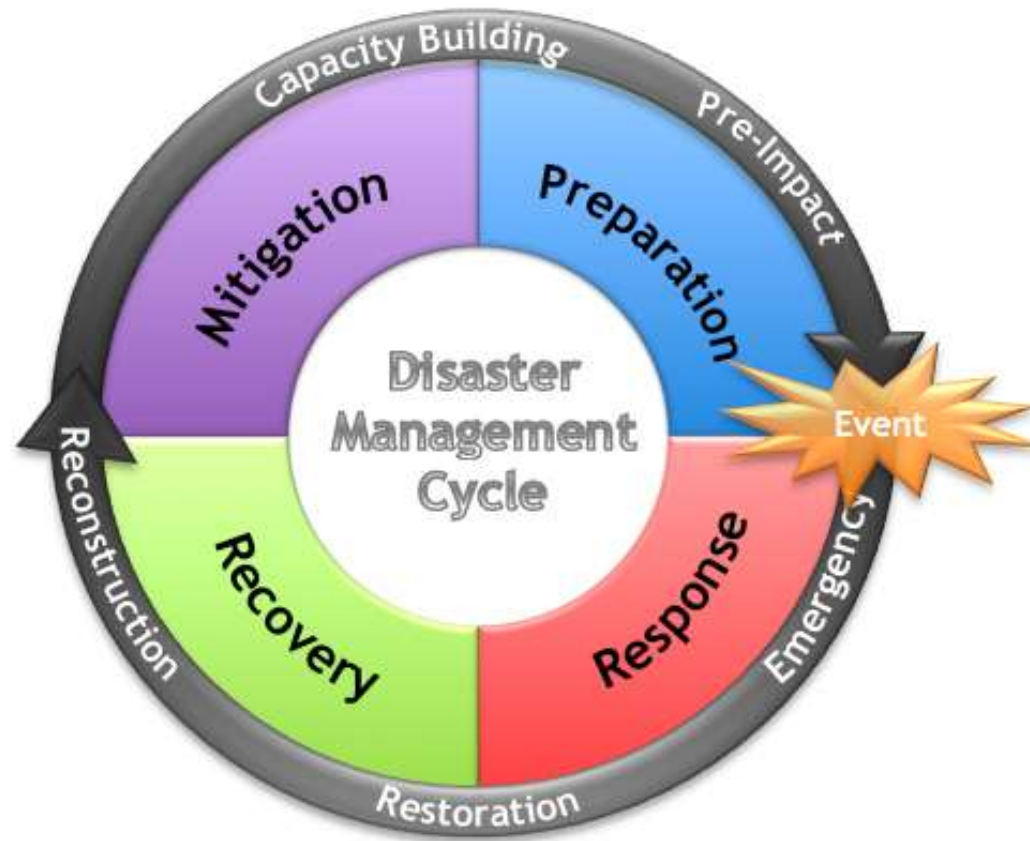 Capacity Building
Pre-Impact
Mitigation
Preparation
Disaster
Management
Cycle
Event
Reconstruction
Recovery
Response
Emergency
Restoration